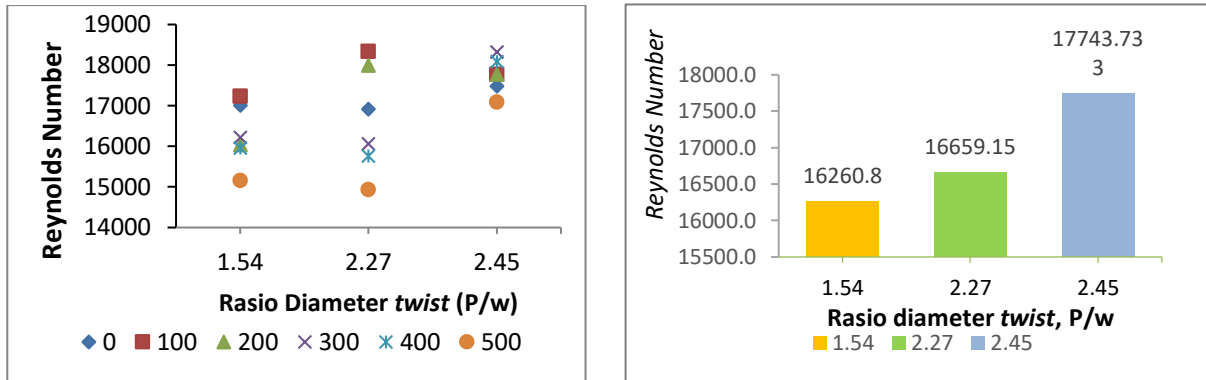 19000
18000
17000
16000
15000
14000
Reynolds Number
1.54 2.27 2.45
Rasio Diameter twist (P/w)
0 100 200 300 400 500
18000.0
17500.0
17000.0
16500.0
16000.0
15500.0
Reynolds Number
16260.8
16659.15
17743.73
3
1.54 2.27 2.45
Rasio diameter twist, P/w
1.54 2.27 2.45